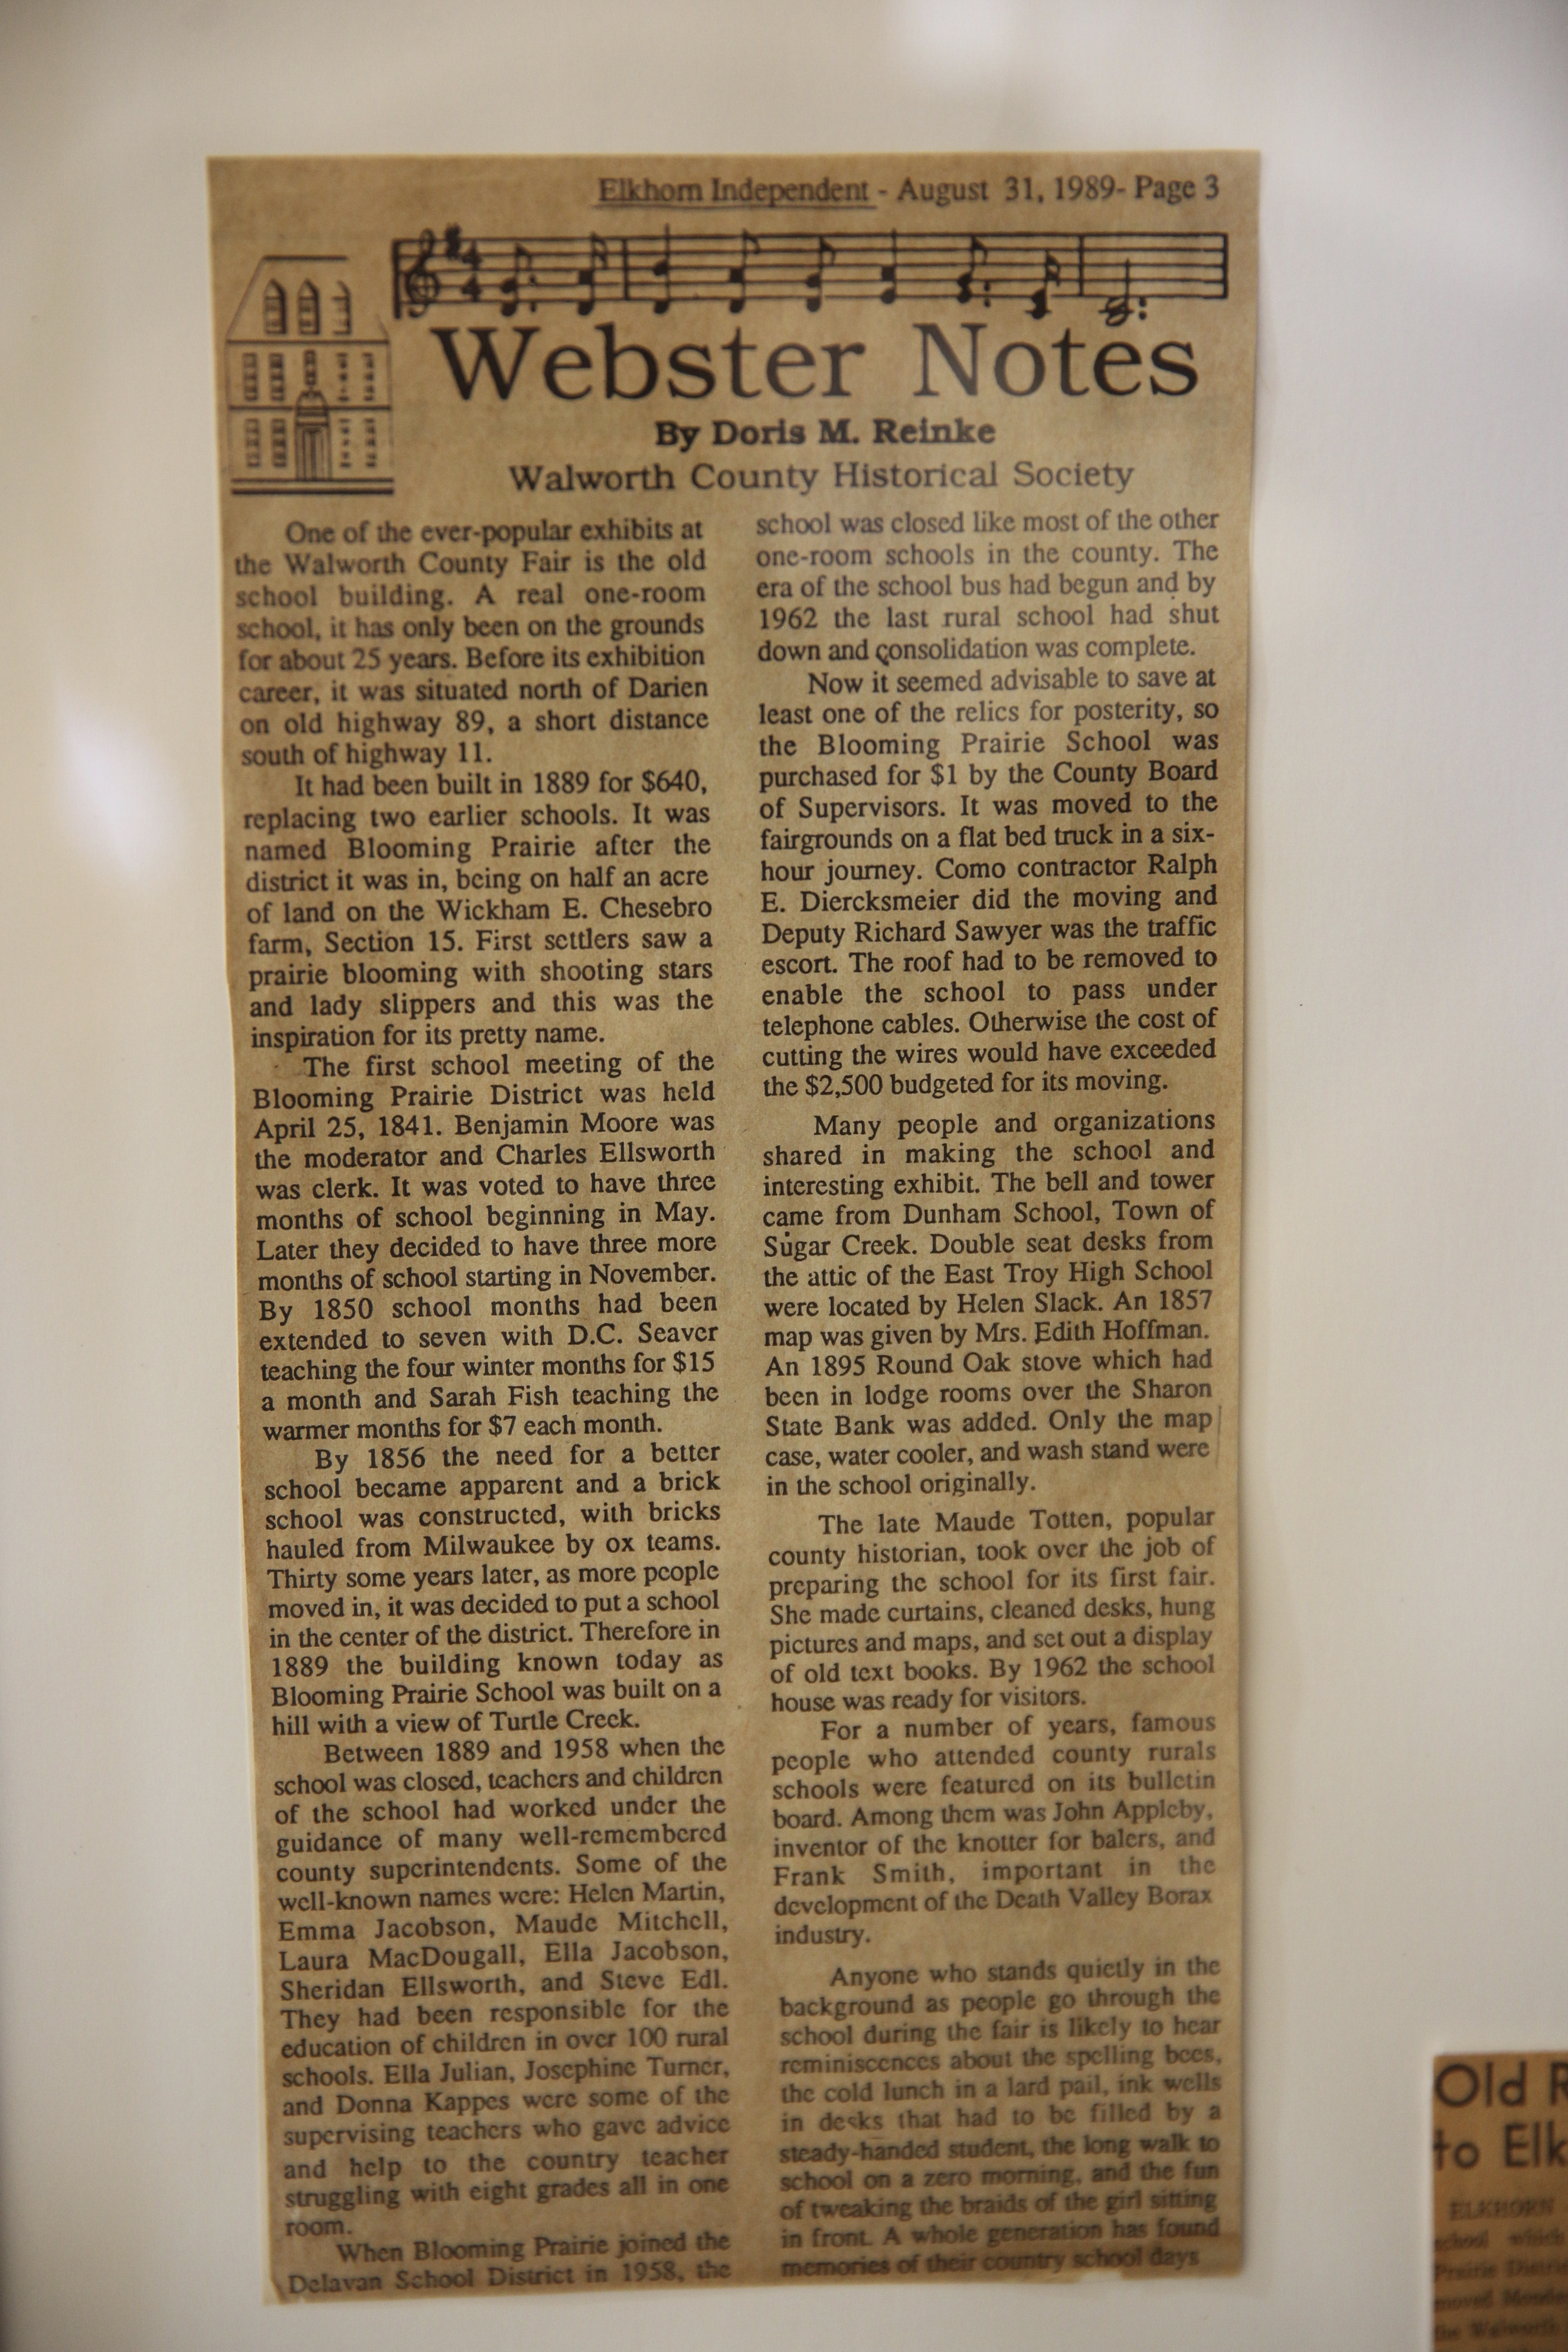 Elkhorn Independent - August 31, 1989- Page 3
Webster Notes
By Doris M. Reinke
Walworth County Historical Society
One of the ever-popular exhibits at
the Walworth County Fair is the old
school building. A real one-room
school, it has only been on the grounds
for about 25 years. Before its exhibition
career, it was situated north of Darien
on old highway 89, a short distance
south of highway 11.
It had been built in 1889 for $640,
replacing two earlier schools. It was
named Blooming Prairie after the
district it was in, being on half an acre
of land on the Wickham E. Chesebro
farm, Section 15. First settlers saw a
prairie blooming with shooting stars
and lady slippers and this was the
inspiration for its pretty name.
The first school meeting of the
Blooming Prairie District was held
April 25, 1841. Benjamin Moore was
the moderator and Charles Ellsworth
was clerk. It was voted to have three
months of school beginning in May.
Later they decided to have three more
months of school starting in November.
By 1850 school months had been
extended to seven with D.C. Seaver
teaching the four winter months for $15
a month and Sarah Fish teaching the
warmer months for $7 each month.
By 1856 the need for a better
school became apparent and a brick
school was constructed, with bricks
hauled from Milwaukee by ox teams.
Thirty some years later, as more people
moved in, it was decided to put a school
in the center of the district. Therefore in
1889 the building known today as
Blooming Prairie School was built on a
hill with a view of Turtle Creek.
Between 1889 and 1958 when the
school was closed, teachers and children
of the school had worked under the
guidance of many well-remembered
county superintendents. Some of the
well-known names were: Helen Martin,
Emma Jacobson, Maude Mitchell,
Laura MacDougall, Ella Jacobson,
Sheridan Ellsworth, and Steve Edl.
They had been responsible for the
education of children in over 100 rural
schools. Ella Julian, Josephine Turner,
and Donna Kappes were some of the
supervising teachers who gave advice
and help to the country teacher
struggling with eight grades all in one
room.
When Blooming Prairie joined the
Delavan School District in 1958, the
school was closed like most of the other
one-room schools in the county. The
era of the school bus had begun and by
1962 the last rural school had shut
down and consolidation was complete.
Now it seemed advisable to save at
least one of the relics for posterity, so
the Blooming Prairie School was
purchased for $1 by the County Board
of Supervisors. It was moved to the
fairgrounds on a flat bed truck in a six-
hour journey. Como contractor Ralph
E. Diercksmeier did the moving and
Deputy Richard Sawyer was the traffic
escort. The roof had to be removed to
enable the school to pass under
telephone cables. Otherwise the cost of
cutting the wires would have exceeded
the $2,500 budgeted for its moving.
Many people and organizations
shared in making the school and
interesting exhibit. The bell and tower
came from Dunham School, Town of
Sugar Creek. Double seat desks from
the attic of the East Troy High School
were located by Helen Slack. An 1857
map was given by Mrs. Edith Hoffman.
An 1895 Round Oak stove which had
been in lodge rooms over the Sharon
State Bank was added. Only the map
case, water cooler, and wash stand were
in the school originally.
The late Maude Totten, popular
county historian, took over the job of
preparing the school for its first fair.
She made curtains, cleaned desks, hung
pictures and maps, and set out a display
of old text books. By 1962 the school
house was ready for visitors.
For a number of years, famous
people who attended county rurals
schools were featured on its bulletin
board. Among them was John Appleby,
inventor of the knotter for balers, and
Frank Smith, important in the
development of the Death Valley Borax
industry.
Anyone who stands quietly in the
background as people go through the
school during the fair is likely to hear
reminiscences about the spelling bees,
the cold lunch in a lard pail, ink wells
in desks that had to be filled by a
steady-handed student, the long walk to
school on a zero morning, and the fun
of tweaking the braids of the girl sitting
in front. A whole generation has found
memories of their country school days
Old R
to Elk
ELKHORN
school which
Prairie Distri
moved Monda
the Walworth